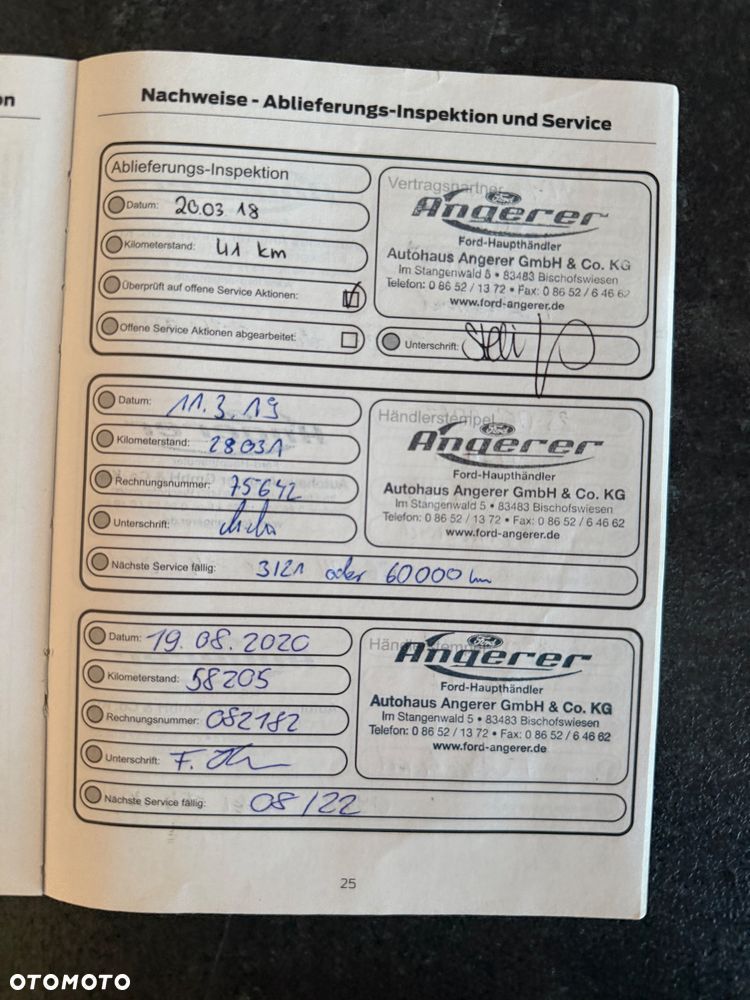 on
Nachweise - Ablieferungs-Inspektion und Service
Ablieferungs-Inspektion
Datum: 20.03.18
Kilometerstand: 41 km
Überprüft auf offene Service Aktionen:
Offene Service Aktionen abgearbeitet:
Vertragspartner
Ford
Angerer
Ford-Haupthändler
Autohaus Angerer GmbH & Co. KG
Im Stangenwald 5 • 83483 Bischofswiesen
Telefon: 0 86 52 / 13 72 • Fax: 0 86 52 / 6 46 62
www.ford-angerer.de
Unterschrift:
Datum: 11.3.19
Kilometerstand: 28031
Rechnungsnummer: 75642
Unterschrift:
Händlerstempel
Ford
Angerer
Ford-Haupthändler
Autohaus Angerer GmbH & Co. KG
Im Stangenwald 5 • 83483 Bischofswiesen
Telefon: 0 86 52 / 13 72 • Fax: 0 86 52 / 6 46 62
www.ford-angerer.de
Nächste Service fällig: 3/21 oder 60000 km
Datum: 19.08.2020
Kilometerstand: 58205
Rechnungsnummer: 082182
Unterschrift: F.
Händlerstempel
Ford
Angerer
Ford-Haupthändler
Autohaus Angerer GmbH & Co. KG
Im Stangenwald 5 • 83483 Bischofswiesen
Telefon: 0 86 52 / 13 72 • Fax: 0 86 52 / 6 46 62
www.ford-angerer.de
Nächste Service fällig: 08/22
25
OTOMOTO